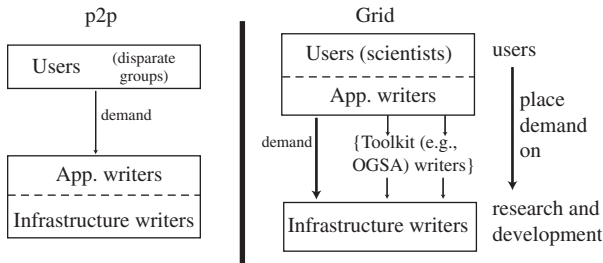 p2p
Users (disparate
groups)
demand
App. writers
Infrastructure writers
Grid
Users (scientists)
App. writers
demand
{Toolkit (e.g.,
OGSA) writers}
Infrastructure writers
users
place
demand
on
research and
development